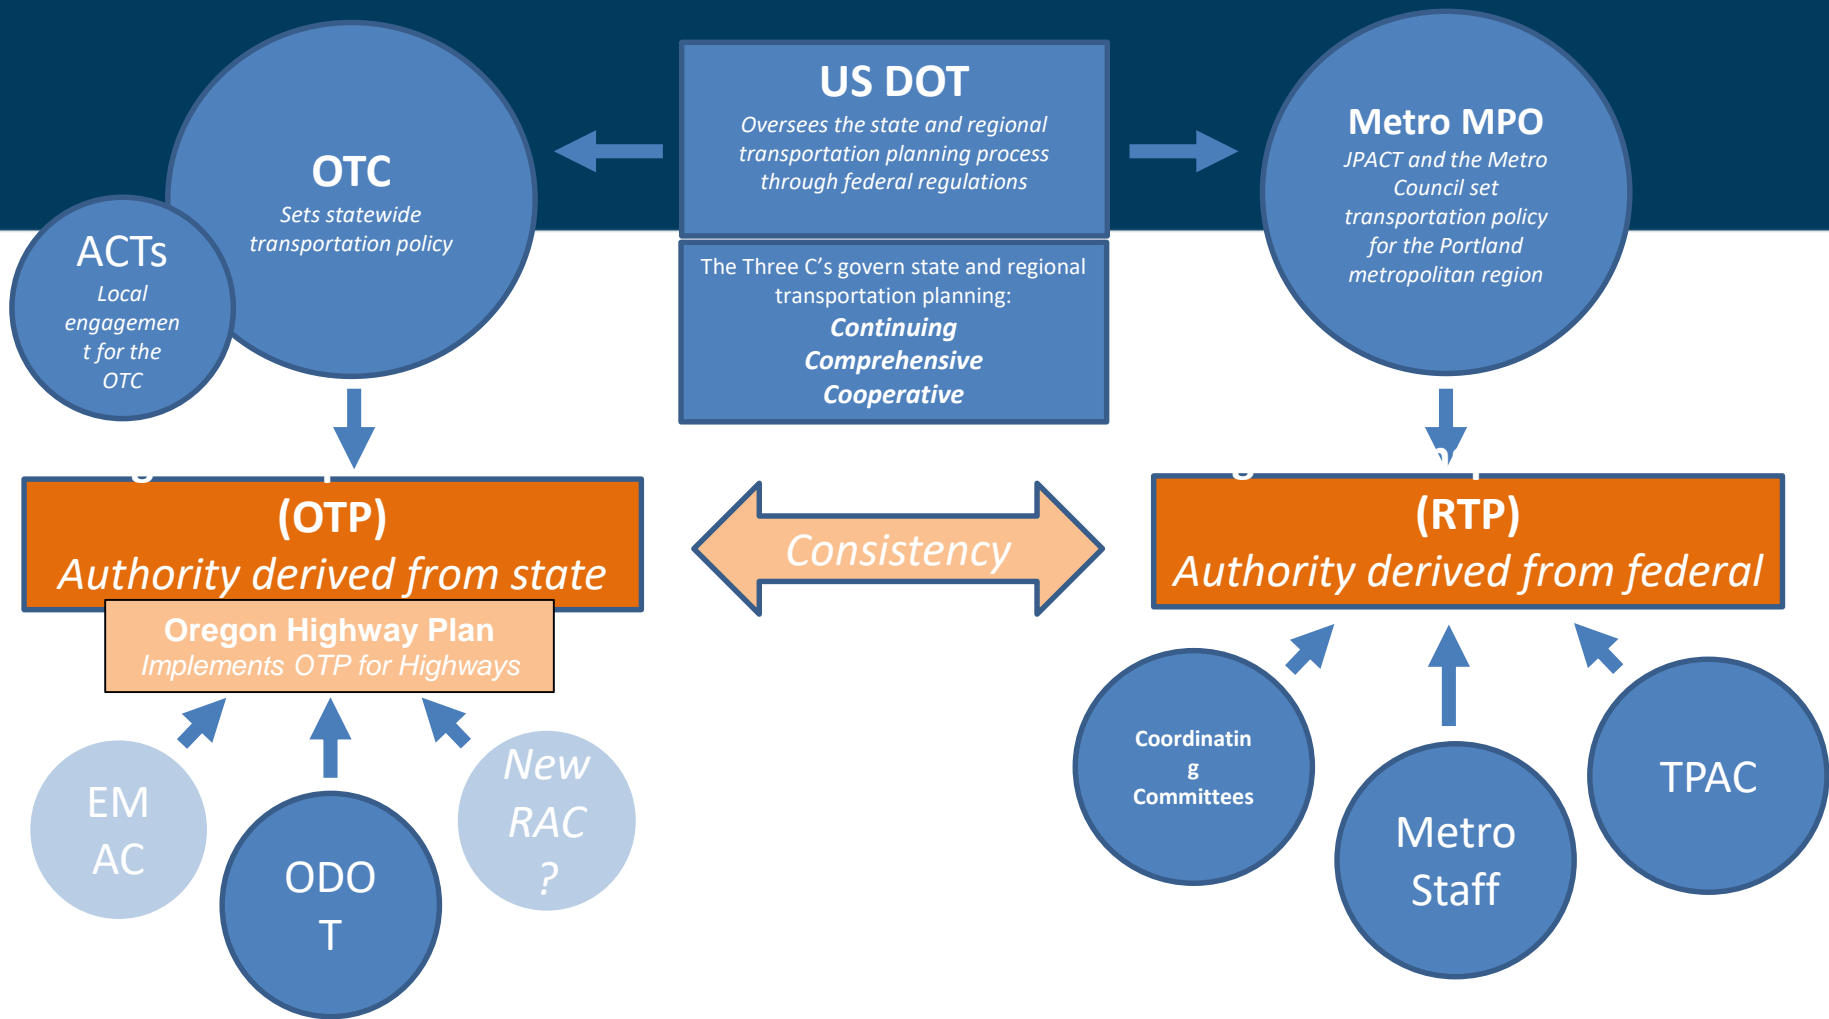 US DOT
Oversees the state and regional
transportation planning process
through federal regulations
The Three C’s govern state and regional
transportation planning:
Continuing
Comprehensive
Cooperative
OTC
Sets statewide
transportation policy
ACTs
Local
engagemen
t for the
OTC
Metro MPO
JPACT and the Metro
Council set
transportation policy
for the Portland
metropolitan region
(OTP)
Authority derived from state
Oregon Highway Plan
Implements OTP for Highways
Consistency
(RTP)
Authority derived from federal
EM
AC
ODO
T
New
RAC
?
Coordinatin
g
Committees
Metro
Staff
TPAC